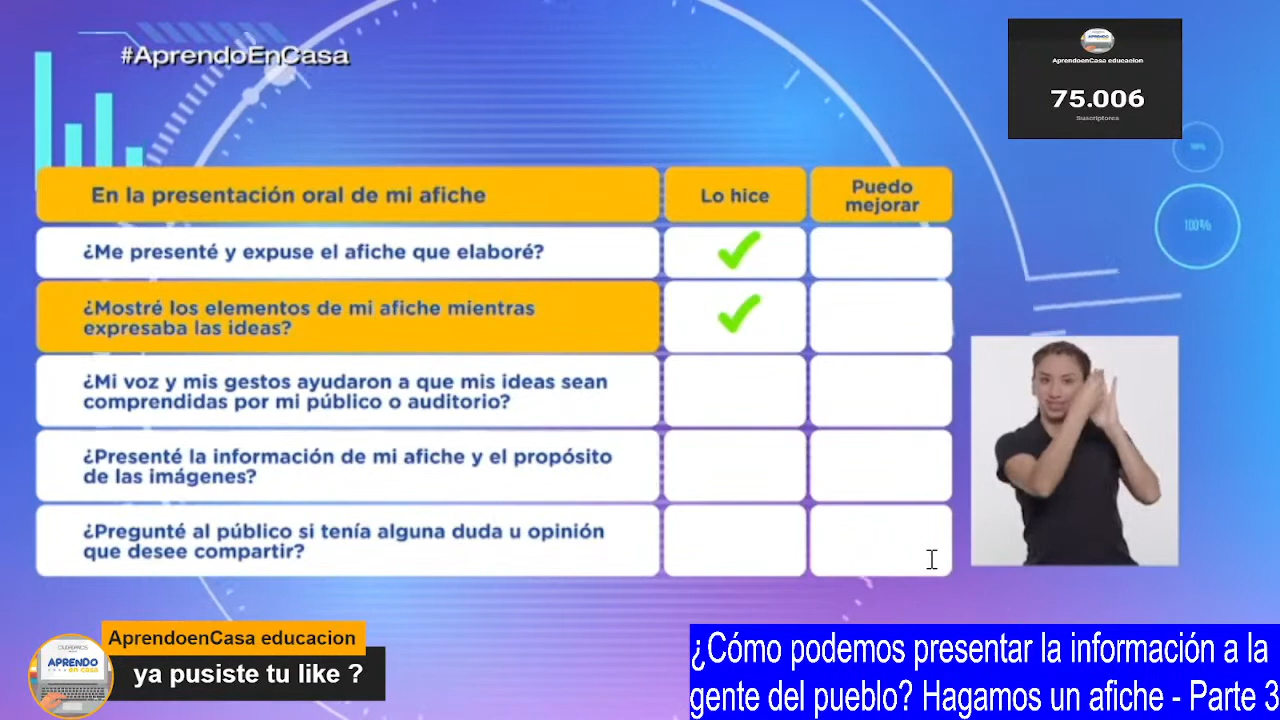 #AprendoEnCasa
AprendoenCasa educacion
75.006
Suscriptores
100%
En la presentación oral de mi afiche
Lo hice
Puedo
mejorar
¿Me presenté y expuse el afiche que elaboré?
¿Mostré los elementos de mi afiche mientras
expresaba las ideas?
¿Mi voz y mis gestos ayudaron a que mis ideas sean
comprendidas por mi público o auditorio?
¿Presenté la información de mi afiche y el propósito
de las imágenes?
¿Pregunté al público si tenía alguna duda u opinión
que desee compartir?
AprendoenCasa educacion
ya pusiste tu like ?
APRENDO
en casa
¿Cómo podemos presentar la información a la
gente del pueblo? Hagamos un afiche - Parte 3